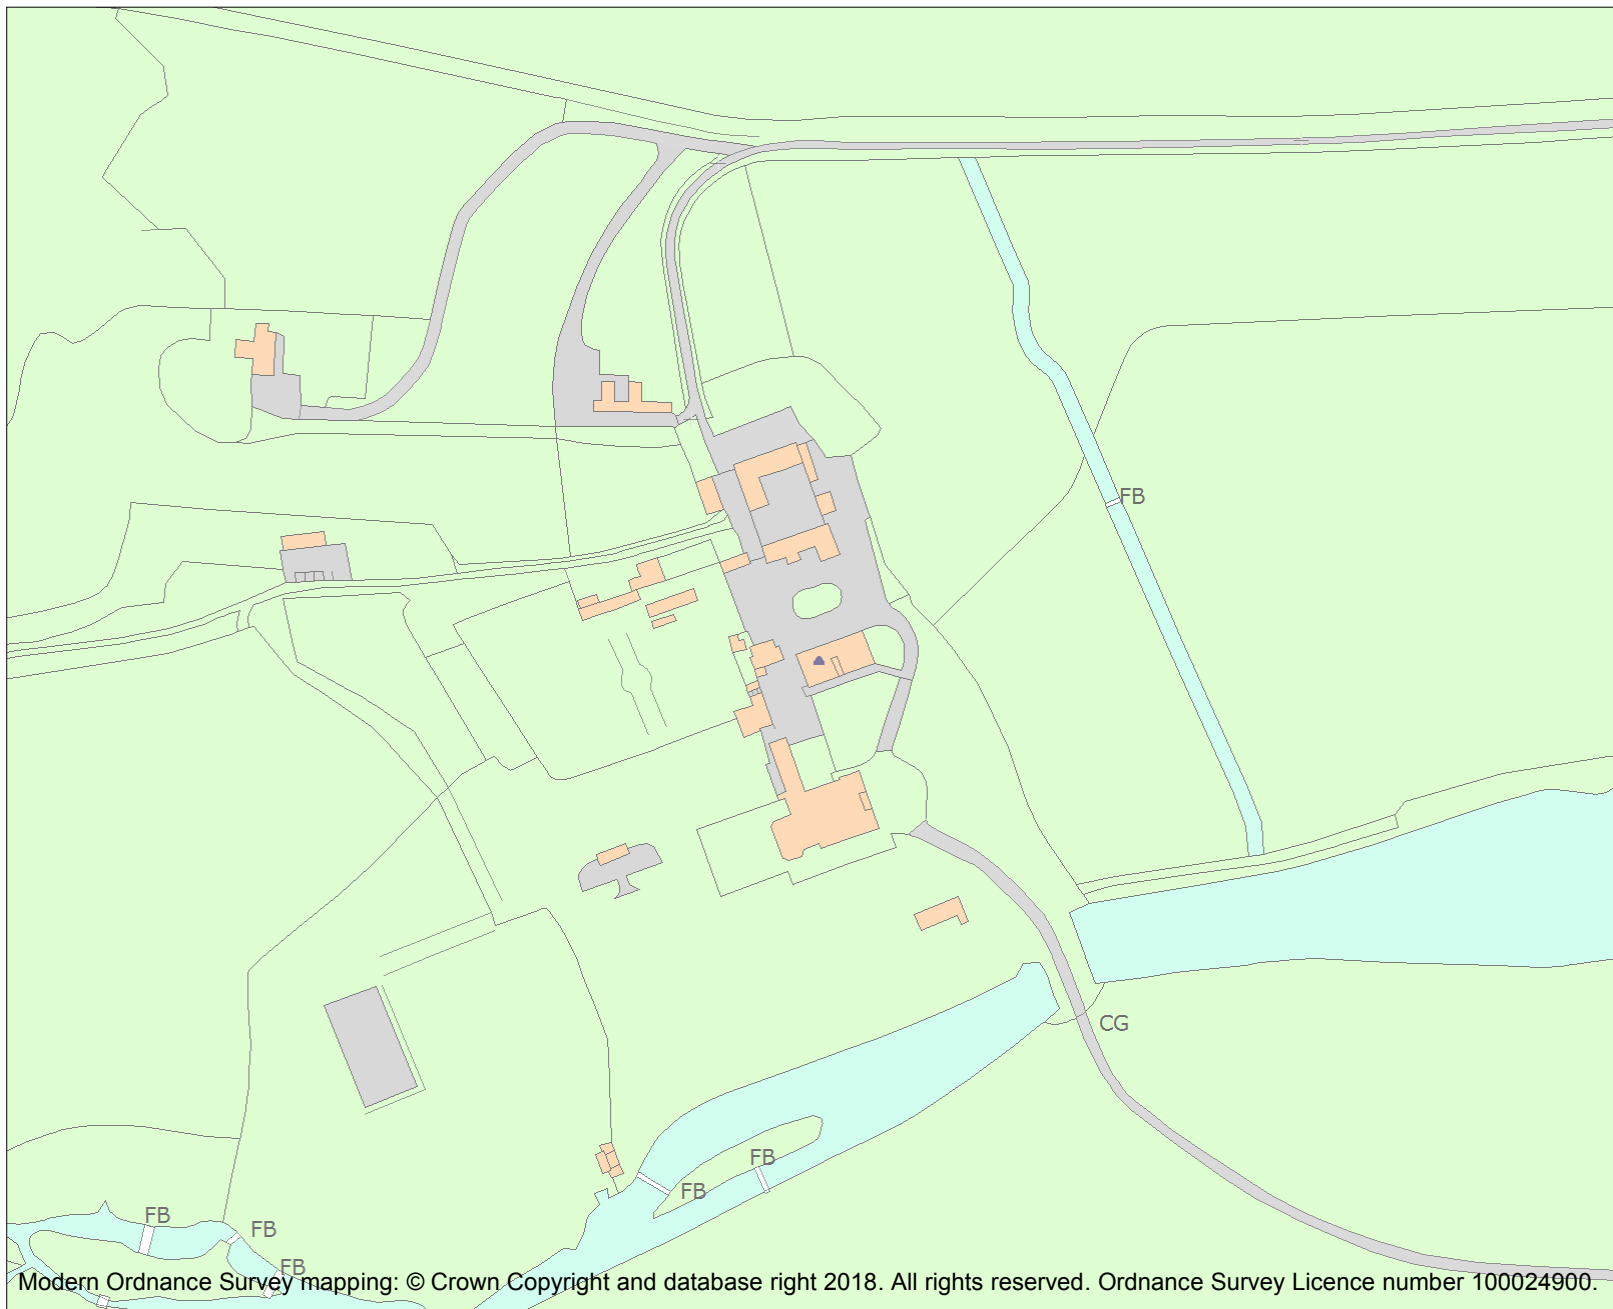 FB
CG
FB
FB
FB
FB
FB
Modern Ordnance Survey mapping: © Crown Copyright and database right 2018. All rights reserved. Ordnance Survey Licence number 100024900.